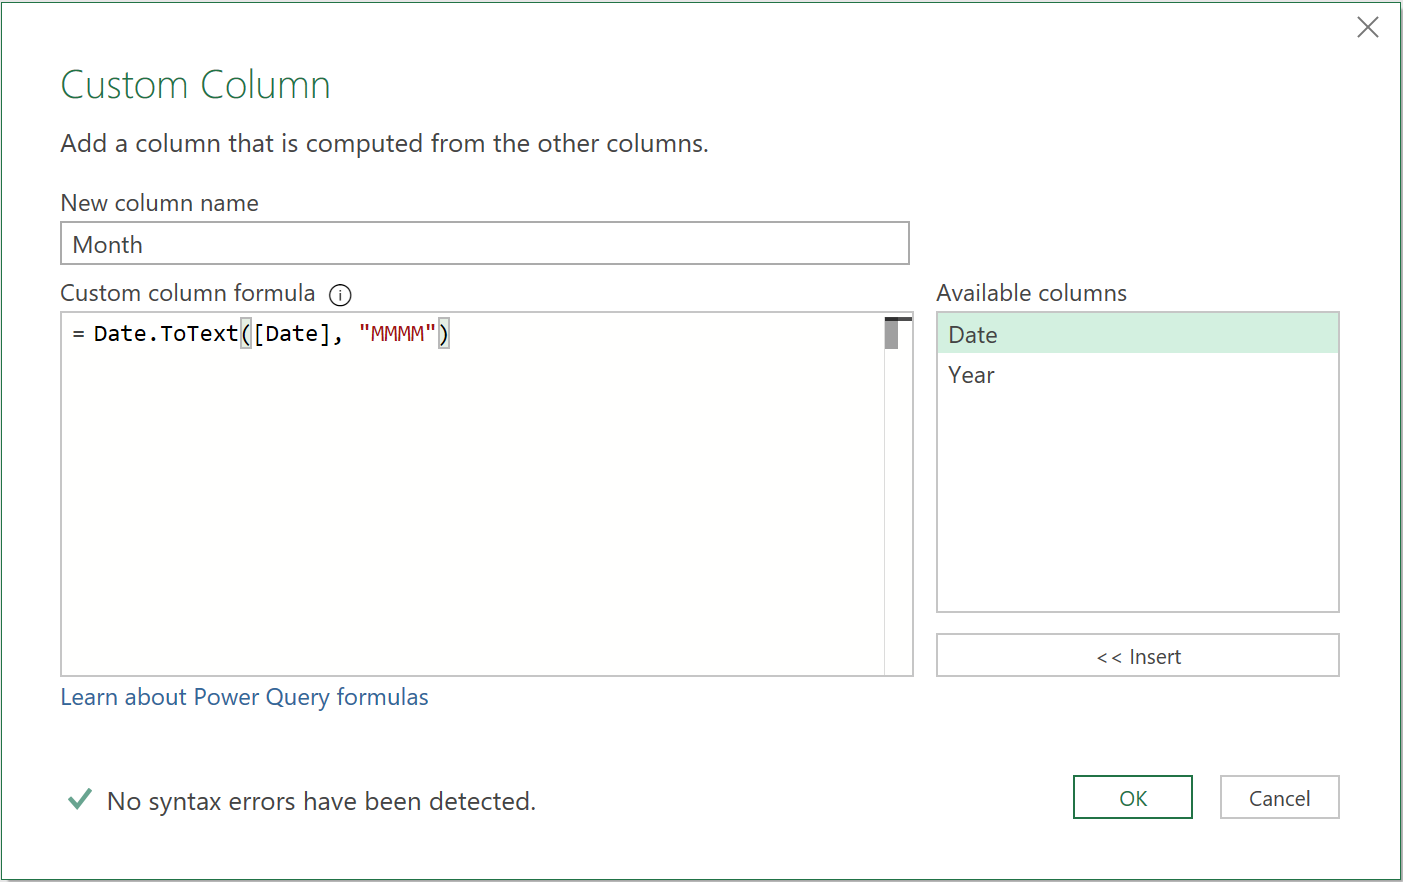 Custom Column
Add a column that is computed from the other columns.
New column name
Month
Custom column formula
= Date.ToText([Date], "MMMM")
Available columns
Date
Year
<< Insert
Learn about Power Query formulas
No syntax errors have been detected.
OK
Cancel